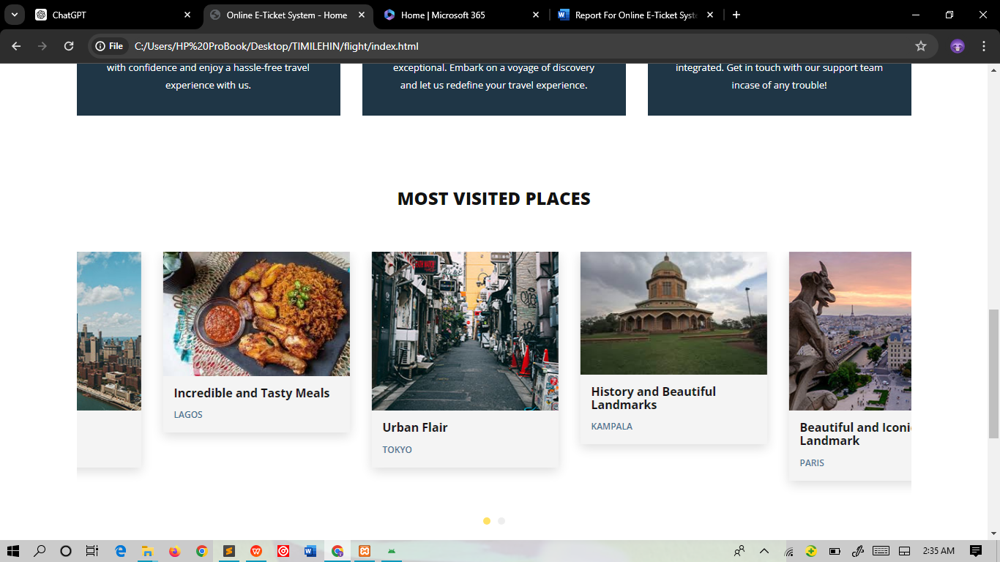 ChatGPT
Online E-Ticket System - Home
Home | Microsoft 365
Report For Online E-Ticket Syste
File
C:/Users/HP%20ProBook/Desktop/TIMILEHIN/flight/index.html
with confidence and enjoy a hassle-free travel
experience with us.
exceptional. Embark on a voyage of discovery
and let us redefine your travel experience.
integrated. Get in touch with our support team
incase of any trouble!
MOST VISITED PLACES
Incredible and Tasty Meals
LAGOS
Urban Flair
TOKYO
History and Beautiful
Landmarks
KAMPALA
Beautiful and Iconic
Landmark
PARIS
2:35 AM